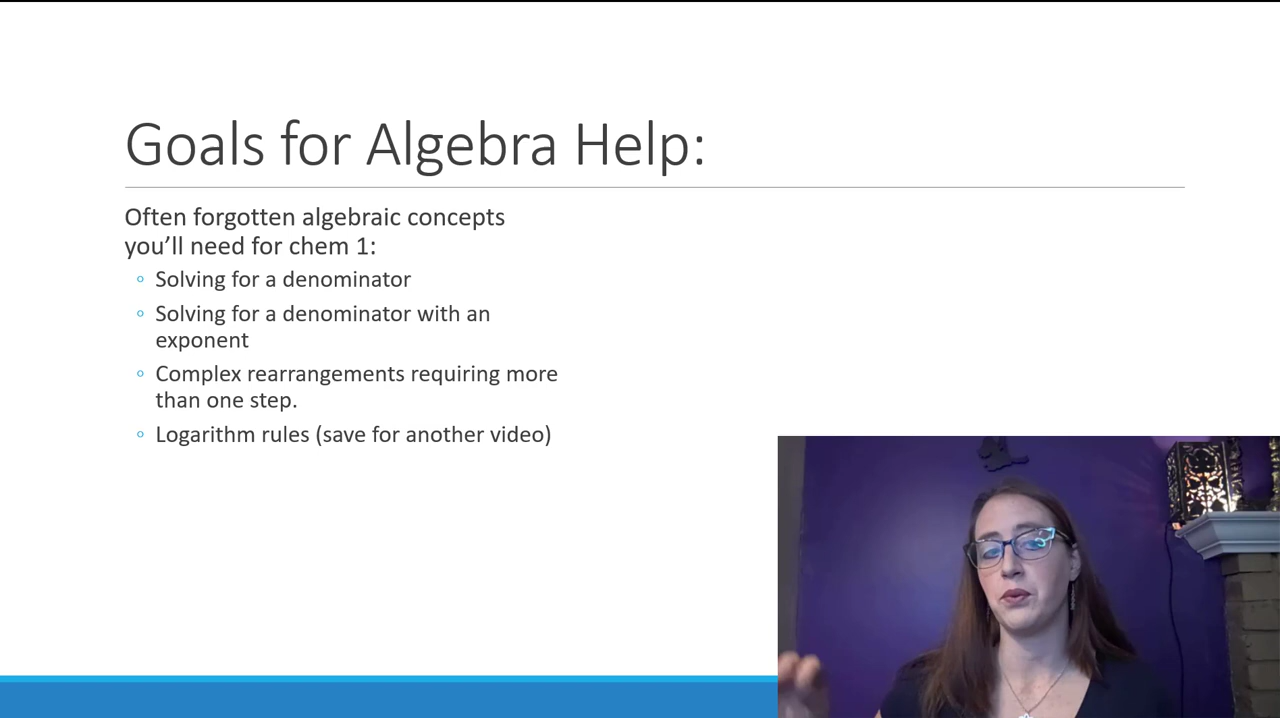 Goals for Algebra Help:
Often forgotten algebraic concepts
you’ll need for chem 1:
◦ Solving for a denominator
◦ Solving for a denominator with an
exponent
◦ Complex rearrangements requiring more
than one step.
◦ Logarithm rules (save for another video)